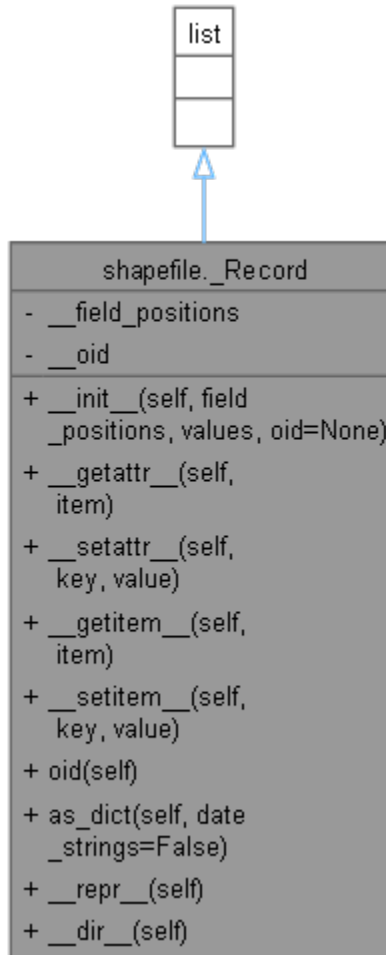 list
shapefile._Record
- __field_positions
- __oid
+ __init__(self, field
_positions, values, oid=None)
+ __getattr__(self,
item)
+ __setattr__(self,
key, value)
+ __getitem__(self,
item)
+ __setitem__(self,
key, value)
+ oid(self)
+ as_dict(self, date
_strings=False)
+ __repr__(self)
+ __dir__(self)